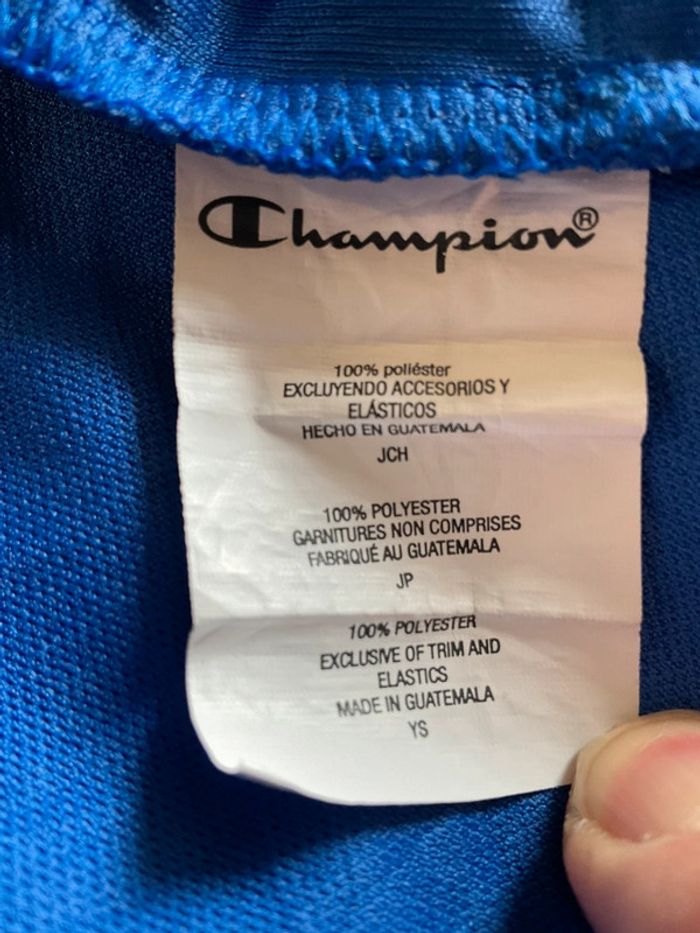 Champion®
100% poliéster
EXCLUYENDO ACCESORIOS Y
ELÁSTICOS
HECHO EN GUATEMALA
JCH
100% POLYESTER
GARNITURES NON COMPRISES
FABRIQUÉ AU GUATEMALA
JP
100% POLYESTER
EXCLUSIVE OF TRIM AND
ELASTICS
MADE IN GUATEMALA
YS